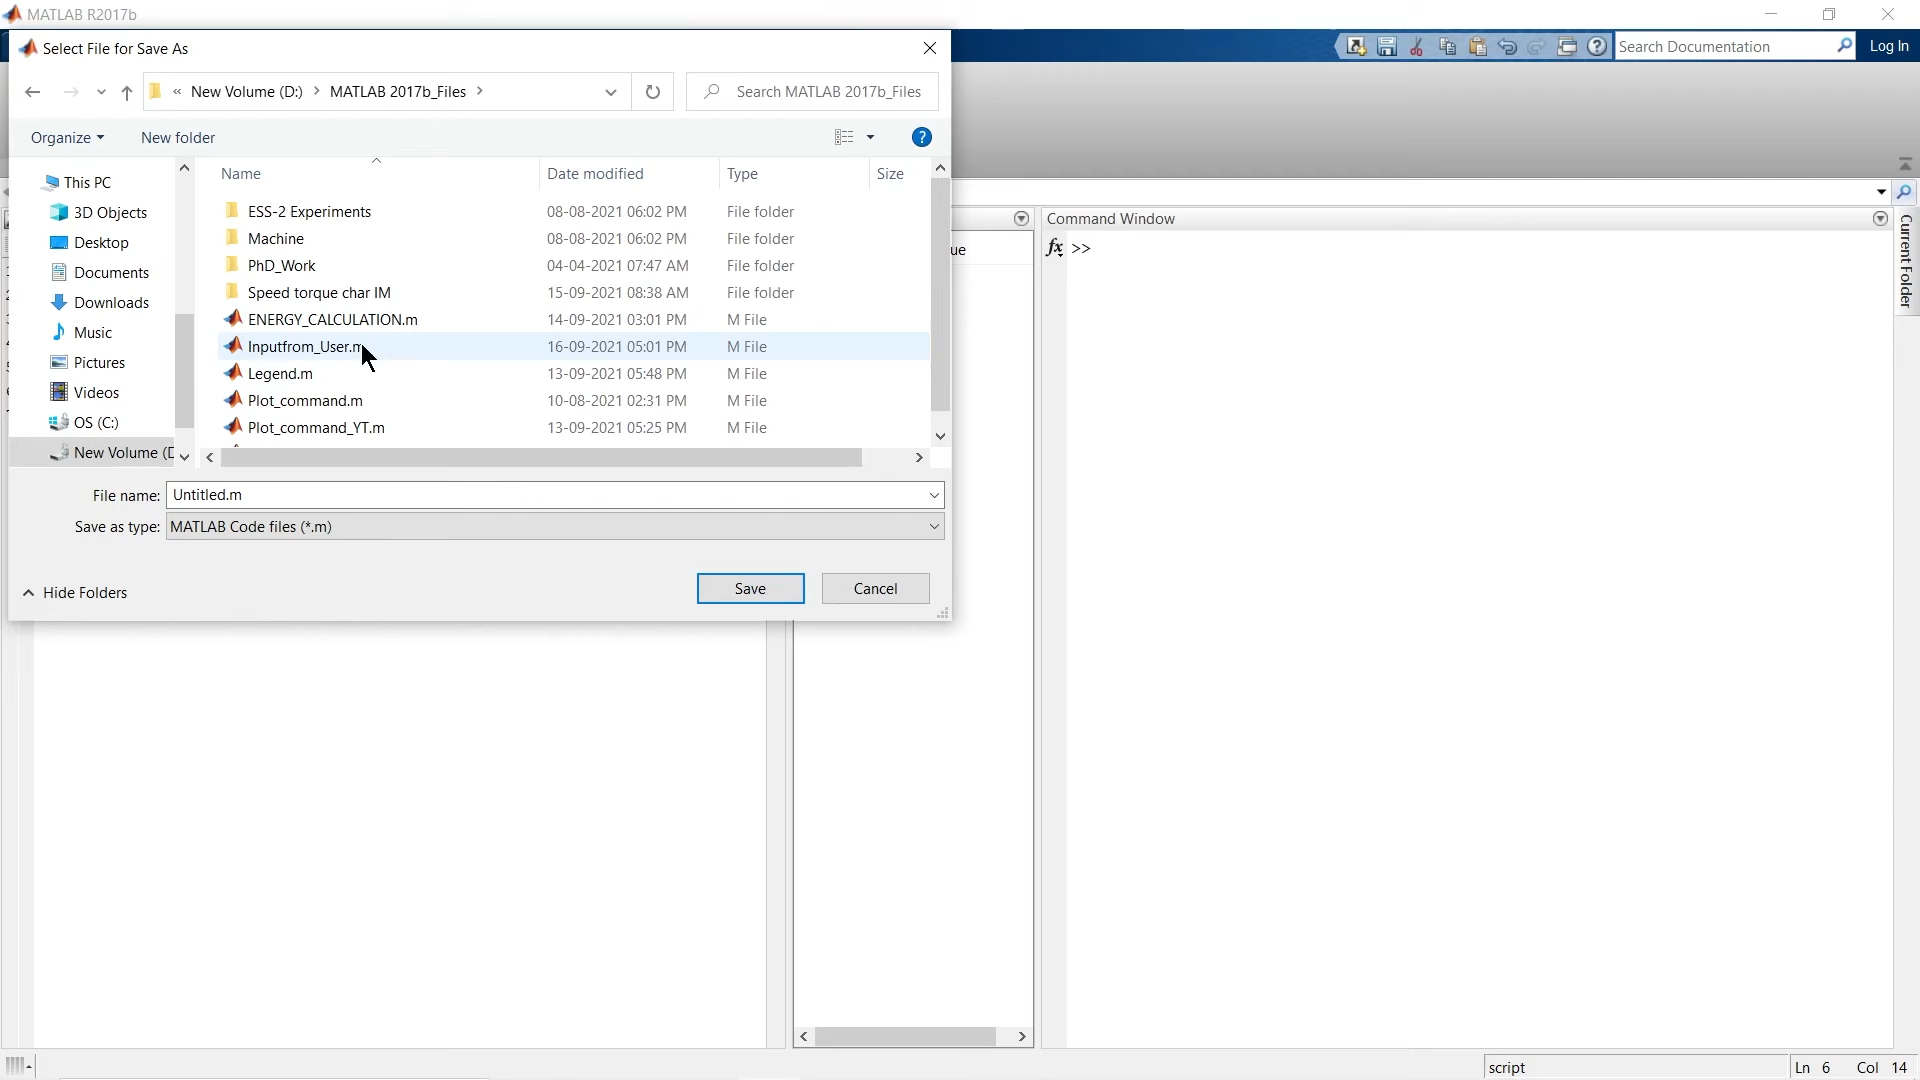 MATLAB R2017b
Select File for Save As
Search Documentation
Log In
« New Volume (D:) > MATLAB 2017b_Files >
Search MATLAB 2017b_Files
Organize
New folder
This PC
3D Objects
Desktop
Documents
Downloads
Music
Pictures
Videos
OS (C:)
New Volume (D
Name Date modified Type Size
ESS-2 Experiments 08-08-2021 06:02 PM File folder
Machine 08-08-2021 06:02 PM File folder
PhD_Work 04-04-2021 07:47 AM File folder
Speed torque char IM 15-09-2021 08:38 AM File folder
ENERGY_CALCULATION.m 14-09-2021 03:01 PM M File
Inputfrom_User.m 16-09-2021 05:01 PM M File
Legend.m 13-09-2021 05:48 PM M File
Plot_command.m 10-08-2021 02:31 PM M File
Plot_command_YT.m 13-09-2021 05:25 PM M File
File name: Untitled.m
Save as type: MATLAB Code files (*.m)
Hide Folders
Save
Cancel
ue
Command Window
fx >>
Current Folder
script
Ln 6 Col 14